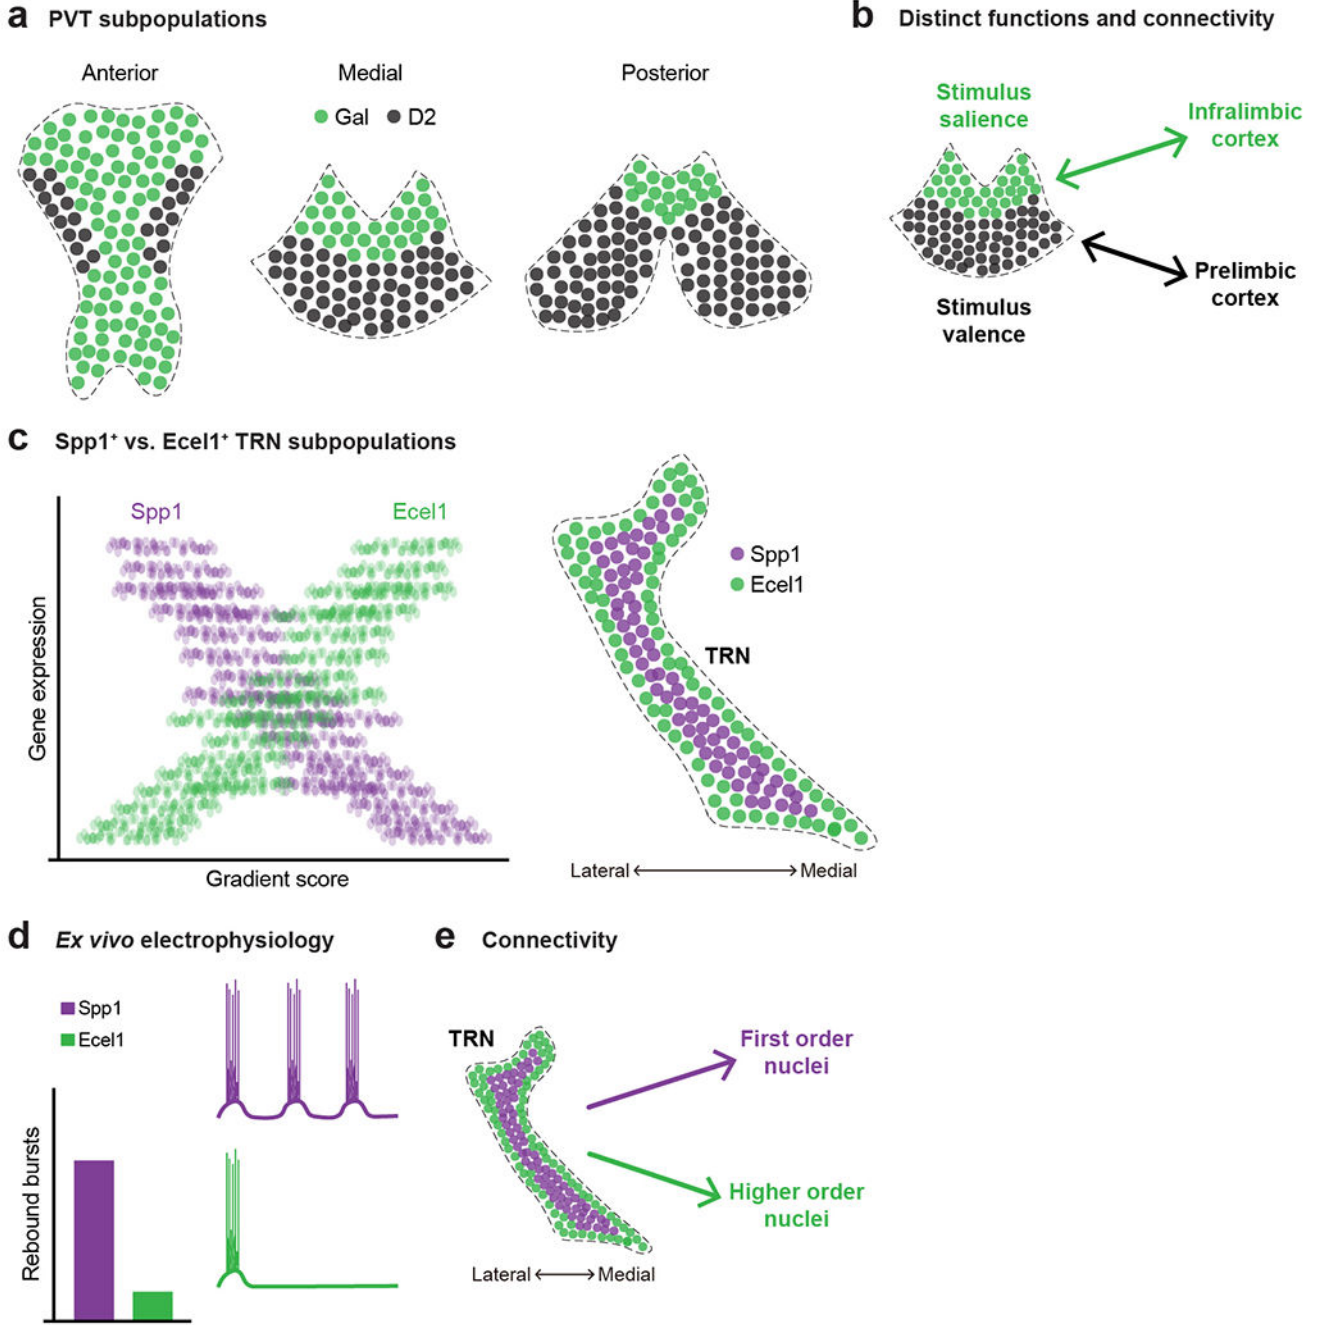 a PVT subpopulations
Anterior
Medial
Posterior
Gal D2
b Distinct functions and connectivity
Stimulus
salience
Infralimbic
cortex
Prelimbic
cortex
Stimulus
valence
c Spp1+ vs. Ecel1+ TRN subpopulations
Spp1
Ecel1
Gene expression
Gradient score
Spp1
Ecel1
TRN
Lateral Medial
d Ex vivo electrophysiology
Spp1
Ecel1
Rebound bursts
e Connectivity
TRN
First order
nuclei
Higher order
nuclei
Lateral Medial